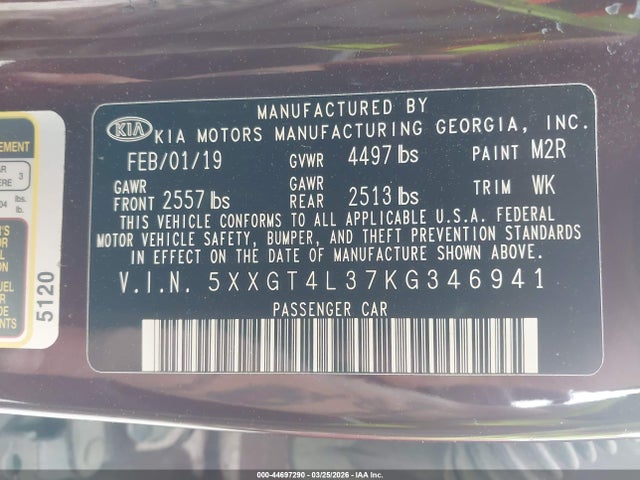 MANUFACTURED BY
KIA KIA MOTORS MANUFACTURING GEORGIA, INC.
FEB/01/19 GVWR 4497 lbs PAINT M2R
GAWR FRONT 2557 lbs GAWR REAR 2513 lbs TRIM WK
THIS VEHICLE CONFORMS TO ALL APPLICABLE U.S.A. FEDERAL
MOTOR VEHICLE SAFETY, BUMPER, AND THEFT PREVENTION STANDARDS
IN EFFECT ON THE DATE OF MANUFACTURE SHOWN ABOVE.
V.I.N. 5XXGT4L37KG346941
PASSENGER CAR
5120
3
lbs.
000-44697290 - 03/25/2026 - IAA Inc.